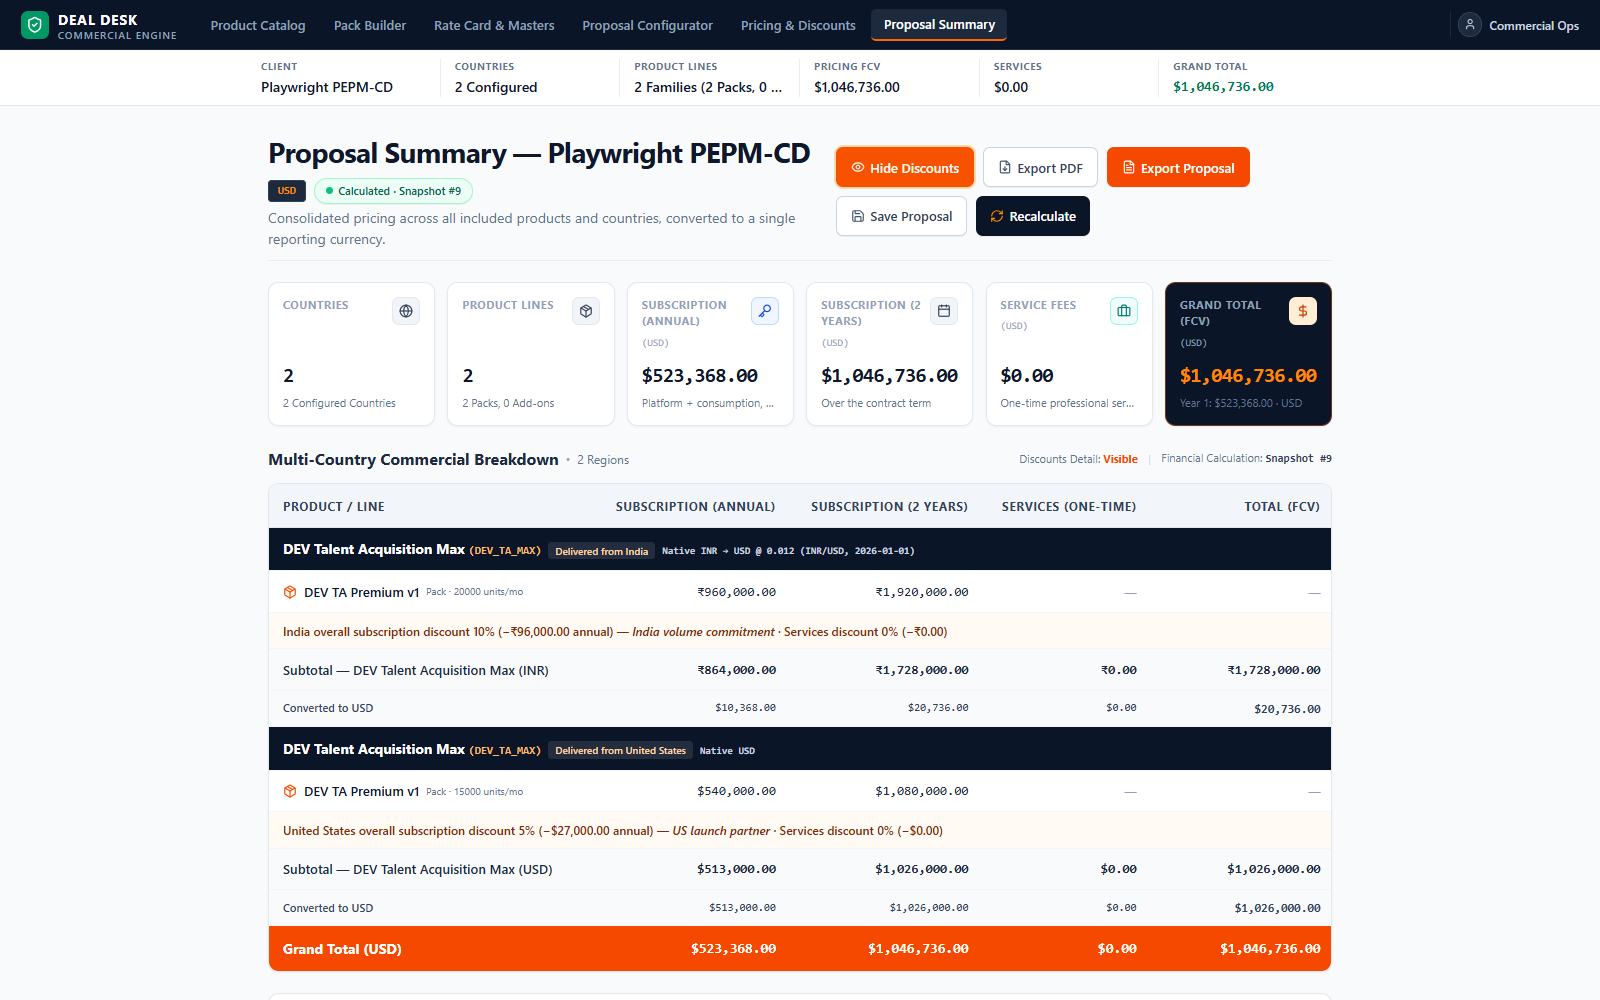 DEAL DESK
COMMERCIAL ENGINE
Product Catalog
Pack Builder
Rate Card & Masters
Proposal Configurator
Pricing & Discounts
Proposal Summary
Commercial Ops
CLIENT
Playwright PEPM-CD
COUNTRIES
2 Configured
PRODUCT LINES
2 Families (2 Packs, 0 ...
PRICING FCV
$1,046,736.00
SERVICES
$0.00
GRAND TOTAL
$1,046,736.00
Proposal Summary — Playwright PEPM-CD
USD
Calculated · Snapshot #9
Consolidated pricing across all included products and countries, converted to a single
reporting currency.
Hide Discounts
Export PDF
Export Proposal
Save Proposal
Recalculate
COUNTRIES
2
2 Configured Countries
PRODUCT LINES
2
2 Packs, 0 Add-ons
SUBSCRIPTION
(ANNUAL)
(USD)
$523,368.00
Platform + consumption, ...
SUBSCRIPTION (2
YEARS)
(USD)
$1,046,736.00
Over the contract term
SERVICE FEES
(USD)
$0.00
One-time professional ser...
GRAND TOTAL
(FCV)
(USD)
$1,046,736.00
Year 1: $523,368.00 · USD
Multi-Country Commercial Breakdown • 2 Regions
Discounts Detail: Visible | Financial Calculation: Snapshot #9
PRODUCT / LINE SUBSCRIPTION (ANNUAL) SUBSCRIPTION (2 YEARS) SERVICES (ONE-TIME) TOTAL (FCV)
DEV Talent Acquisition Max (DEV_TA_MAX) Delivered from India Native INR → USD @ 0.012 (INR/USD, 2026-01-01)
DEV TA Premium v1 Pack · 20000 units/mo ₹960,000.00 ₹1,920,000.00 — —
India overall subscription discount 10% (−₹96,000.00 annual) — India volume commitment · Services discount 0% (−₹0.00)
Subtotal — DEV Talent Acquisition Max (INR) ₹864,000.00 ₹1,728,000.00 ₹0.00 ₹1,728,000.00
Converted to USD $10,368.00 $20,736.00 $0.00 $20,736.00
DEV Talent Acquisition Max (DEV_TA_MAX) Delivered from United States Native USD
DEV TA Premium v1 Pack · 15000 units/mo $540,000.00 $1,080,000.00 — —
United States overall subscription discount 5% (−$27,000.00 annual) — US launch partner · Services discount 0% (−$0.00)
Subtotal — DEV Talent Acquisition Max (USD) $513,000.00 $1,026,000.00 $0.00 $1,026,000.00
Converted to USD $513,000.00 $1,026,000.00 $0.00 $1,026,000.00
Grand Total (USD) $523,368.00 $1,046,736.00 $0.00 $1,046,736.00